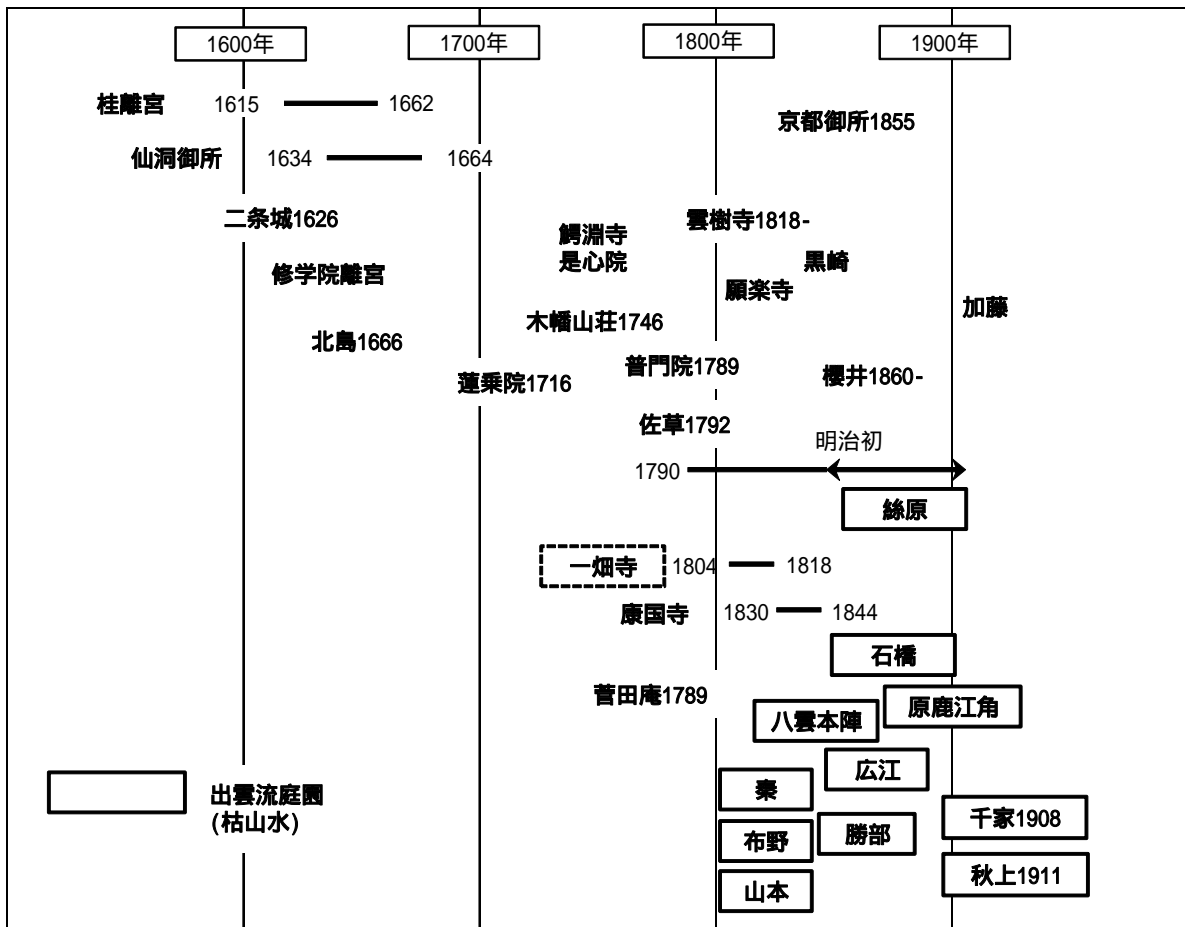 1600年 1700年 1800年 1900年
桂離宮 1615 1662
京都御所1855
仙洞御所 1634 1664
二条城1626
雲樹寺1818-
鰐淵寺
是心院
黒崎
修学院離宮
願楽寺
加藤
木幡山荘1746
北島1666
普門院1789
櫻井1860-
蓮乗院1716
佐草1792
明治初
1790
絲原
一畑寺 1804 1818
康国寺 1830 1844
石橋
菅田庵1789
原鹿江角
八雲本陣
広江
秦
出雲流庭園
(枯山水)
千家1908
勝部
布野
秋上1911
山本